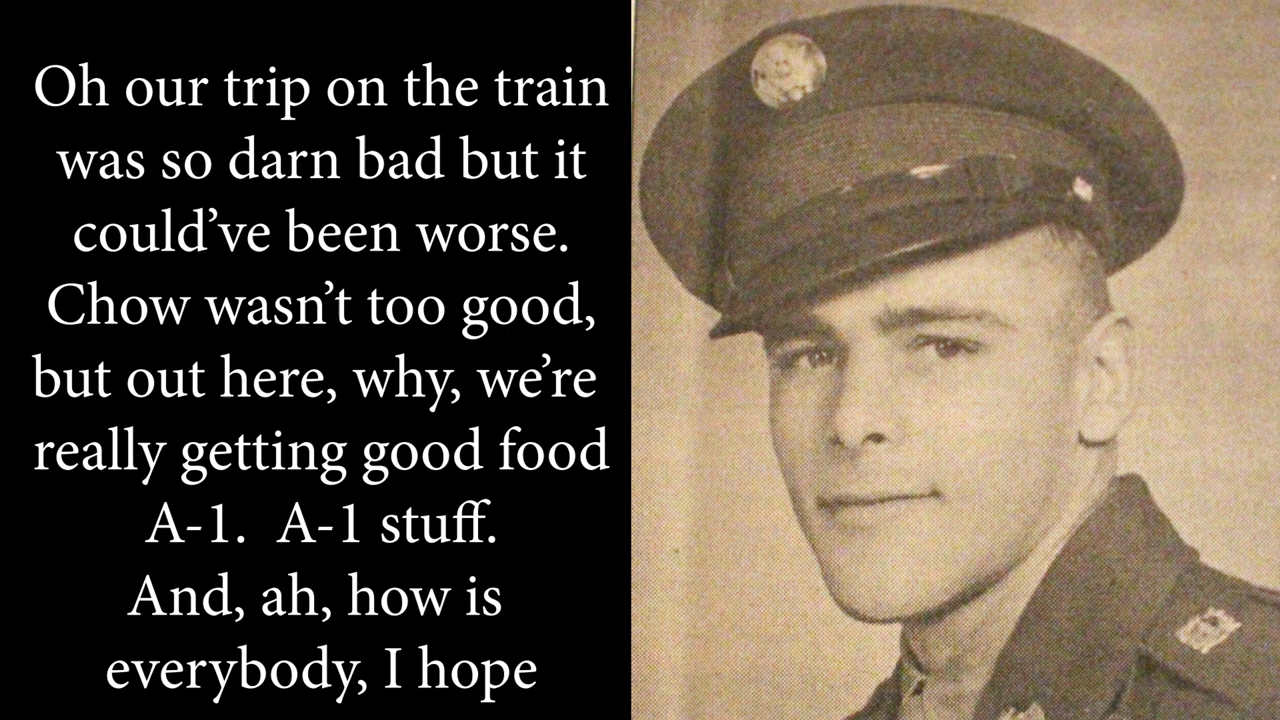 Oh our trip on the train
was so darn bad but it
could’ve been worse.
Chow wasn’t too good,
but out here, why, we’re
really getting good food
A-1.  A-1 stuff.
And, ah, how is
everybody, I hope